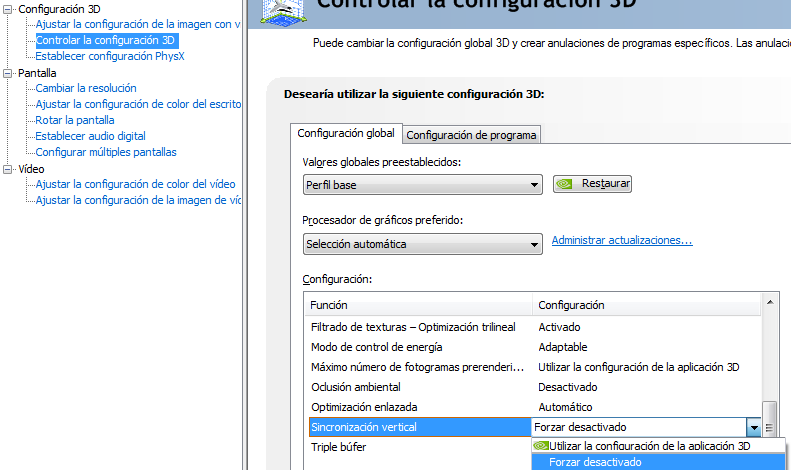 Configuración 3D
Ajustar la configuración de la imagen con v
Controlar la configuración 3D
Establecer configuración PhysX
Pantalla
Cambiar la resolución
Ajustar la configuración de color del escrito
Rotar la pantalla
Establecer audio digital
Configurar múltiples pantallas
Vídeo
Ajustar la configuración de color del vídeo
Ajustar la configuración de la imagen de víc
Controlar la configuración 3D
Puede cambiar la configuración global 3D y crear anulaciones de programas específicos. Las anulaci
Desearía utilizar la siguiente configuración 3D:
Configuración global
Configuración de programa
Valgres globales preestablecidos:
Perfil base
Restaurar
Procesador de gráficos preferido:
Selección automática
Administrar actualizaciones...
Configuración:
Función Configuración
Filtrado de texturas – Optimización trilineal Activado
Modo de control de energía Adaptable
Máximo número de fotogramas prerenderi... Utilizar la configuración de la aplicación 3D
Oclusión ambiental Desactivado
Optimización enlazada Automático
Sincronización vertical Forzar desactivado
Triple búfer
Utilizar la configuración de la aplicación 3D
Forzar desactivado